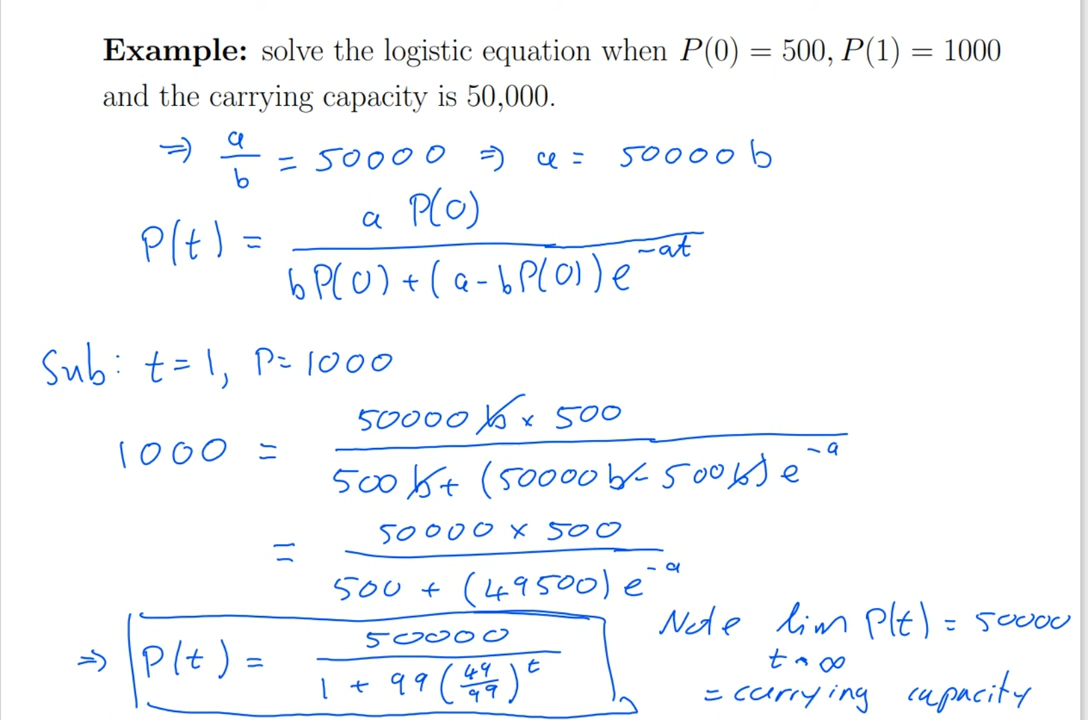 Example: solve the logistic equation when P(0) = 500, P(1) = 1000
and the carrying capacity is 50,000.
⇒ a/b = 50000 ⇒ a = 50000 b
P(t) = a P(0) / (b P(0) + (a - b P(0)) e^(-at))
Sub: t = 1, P = 1000
1000 = 50000 b × 500 / (500 b + (50000 b - 500 b) e^(-a))
= 50000 × 500 / (500 + (49500) e^(-a))
⇒ P(t) = 50000 / (1 + 99 (49/99)^t)
Note lim t→∞ P(t) = 50000
= carrying capacity